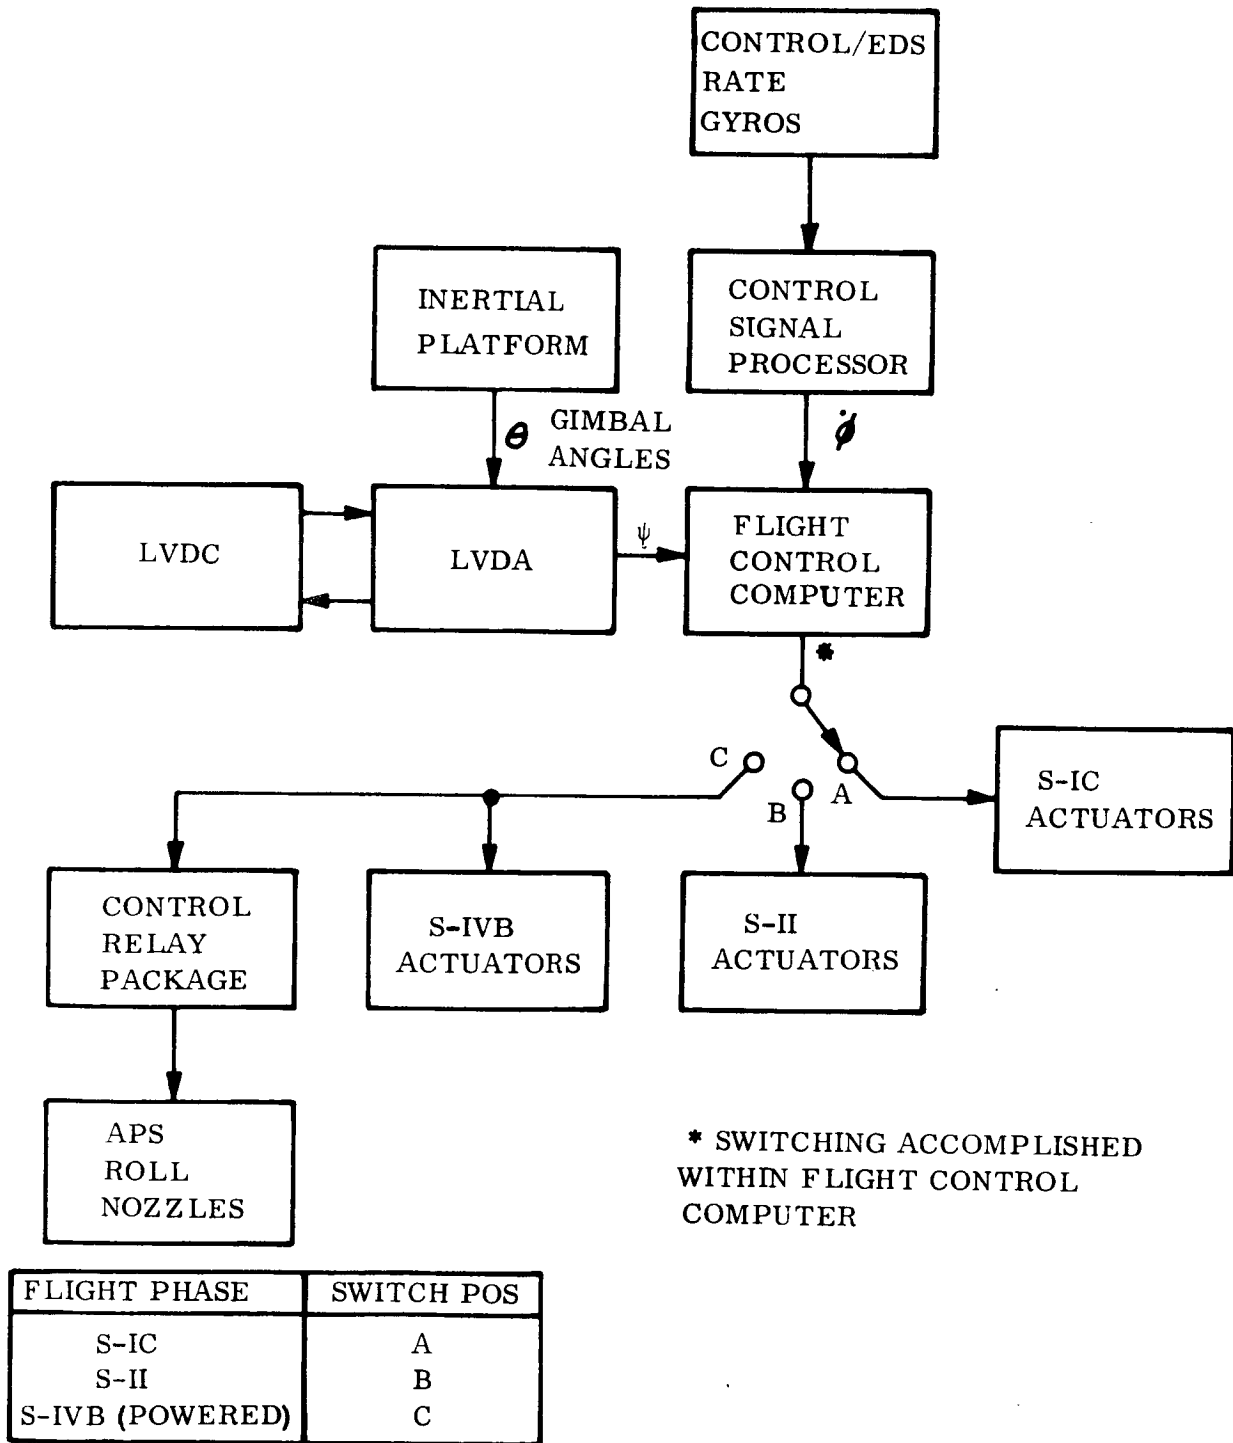 CONTROL/EDS
RATE
GYROS
INERTIAL
PLATFORM
CONTROL
SIGNAL
PROCESSOR
θ GIMBAL
ANGLES
φ̇
LVDC
LVDA
ψ
FLIGHT
CONTROL
COMPUTER
*
C
B
A
S-IC
ACTUATORS
CONTROL
RELAY
PACKAGE
S-IVB
ACTUATORS
S-II
ACTUATORS
APS
ROLL
NOZZLES
* SWITCHING ACCOMPLISHED
WITHIN FLIGHT CONTROL
COMPUTER
FLIGHT PHASE SWITCH POS
S-IC A
S-II B
S-IVB (POWERED) C